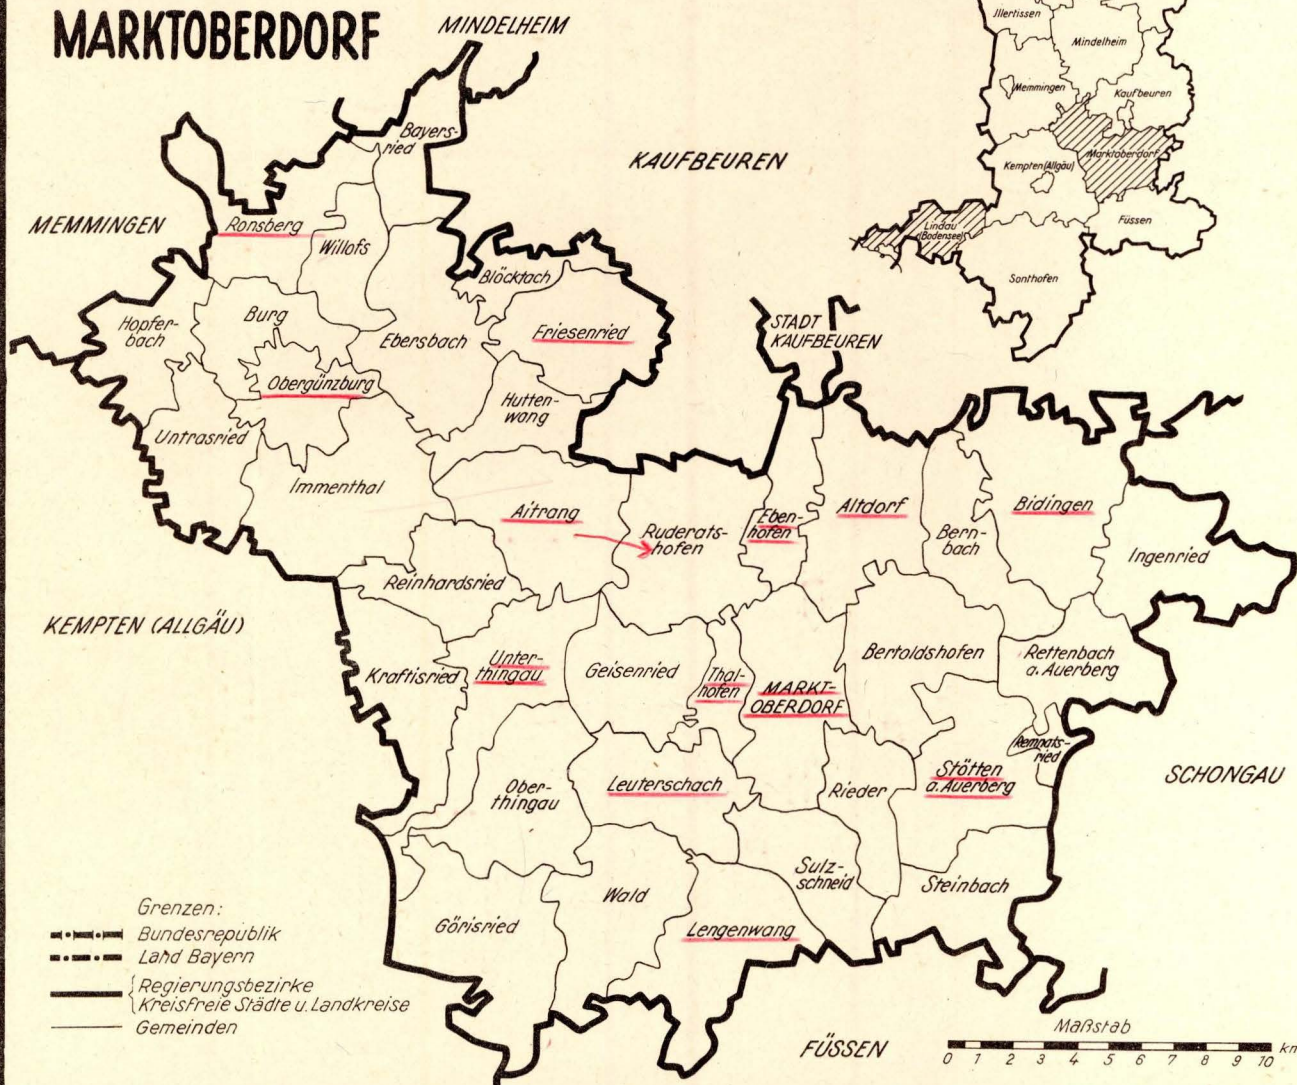 MARKTOBERDORF
MINDELHEIM
KAUFBEUREN
MEMMINGEN
Jllertissen
Mindelheim
Memmingen
Kaufbeuren
Kempten (Allgäu)
Marktoberdorf
Lindau
(Bodensee)
Füssen
Sonthofen
Bayers-
ried
Ronsberg
Willofs
Blöcktach
Hopfer-
bach
Burg
Ebersbach
Friesenried
STADT
KAUFBEUREN
Obergünzburg
Hutten-
wang
Untrasried
Immenthal
Aitrang
Ruderats-
hofen
Eben-
hofen
Altdorf
Bern-
bach
Bidingen
Ingenried
Reinhardsried
KEMPTEN (ALLGÄU)
Kraftisried
Unter-
thingau
Geisenried
Thal-
hofen
MARKT-
OBERDORF
Bertoldshofen
Rettenbach
a. Auerberg
Remnats-
ried
Stötten
a. Auerberg
SCHONGAU
Ober-
thingau
Leuterschach
Rieder
Sulz-
schneid
Steinbach
Wald
Görisried
Lengenwang
FÜSSEN
Grenzen:
Bundesrepublik
Land Bayern
Regierungsbezirke
Kreisfreie Städte u. Landkreise
Gemeinden
Maßstab
0 1 2 3 4 5 6 7 8 9 10 km